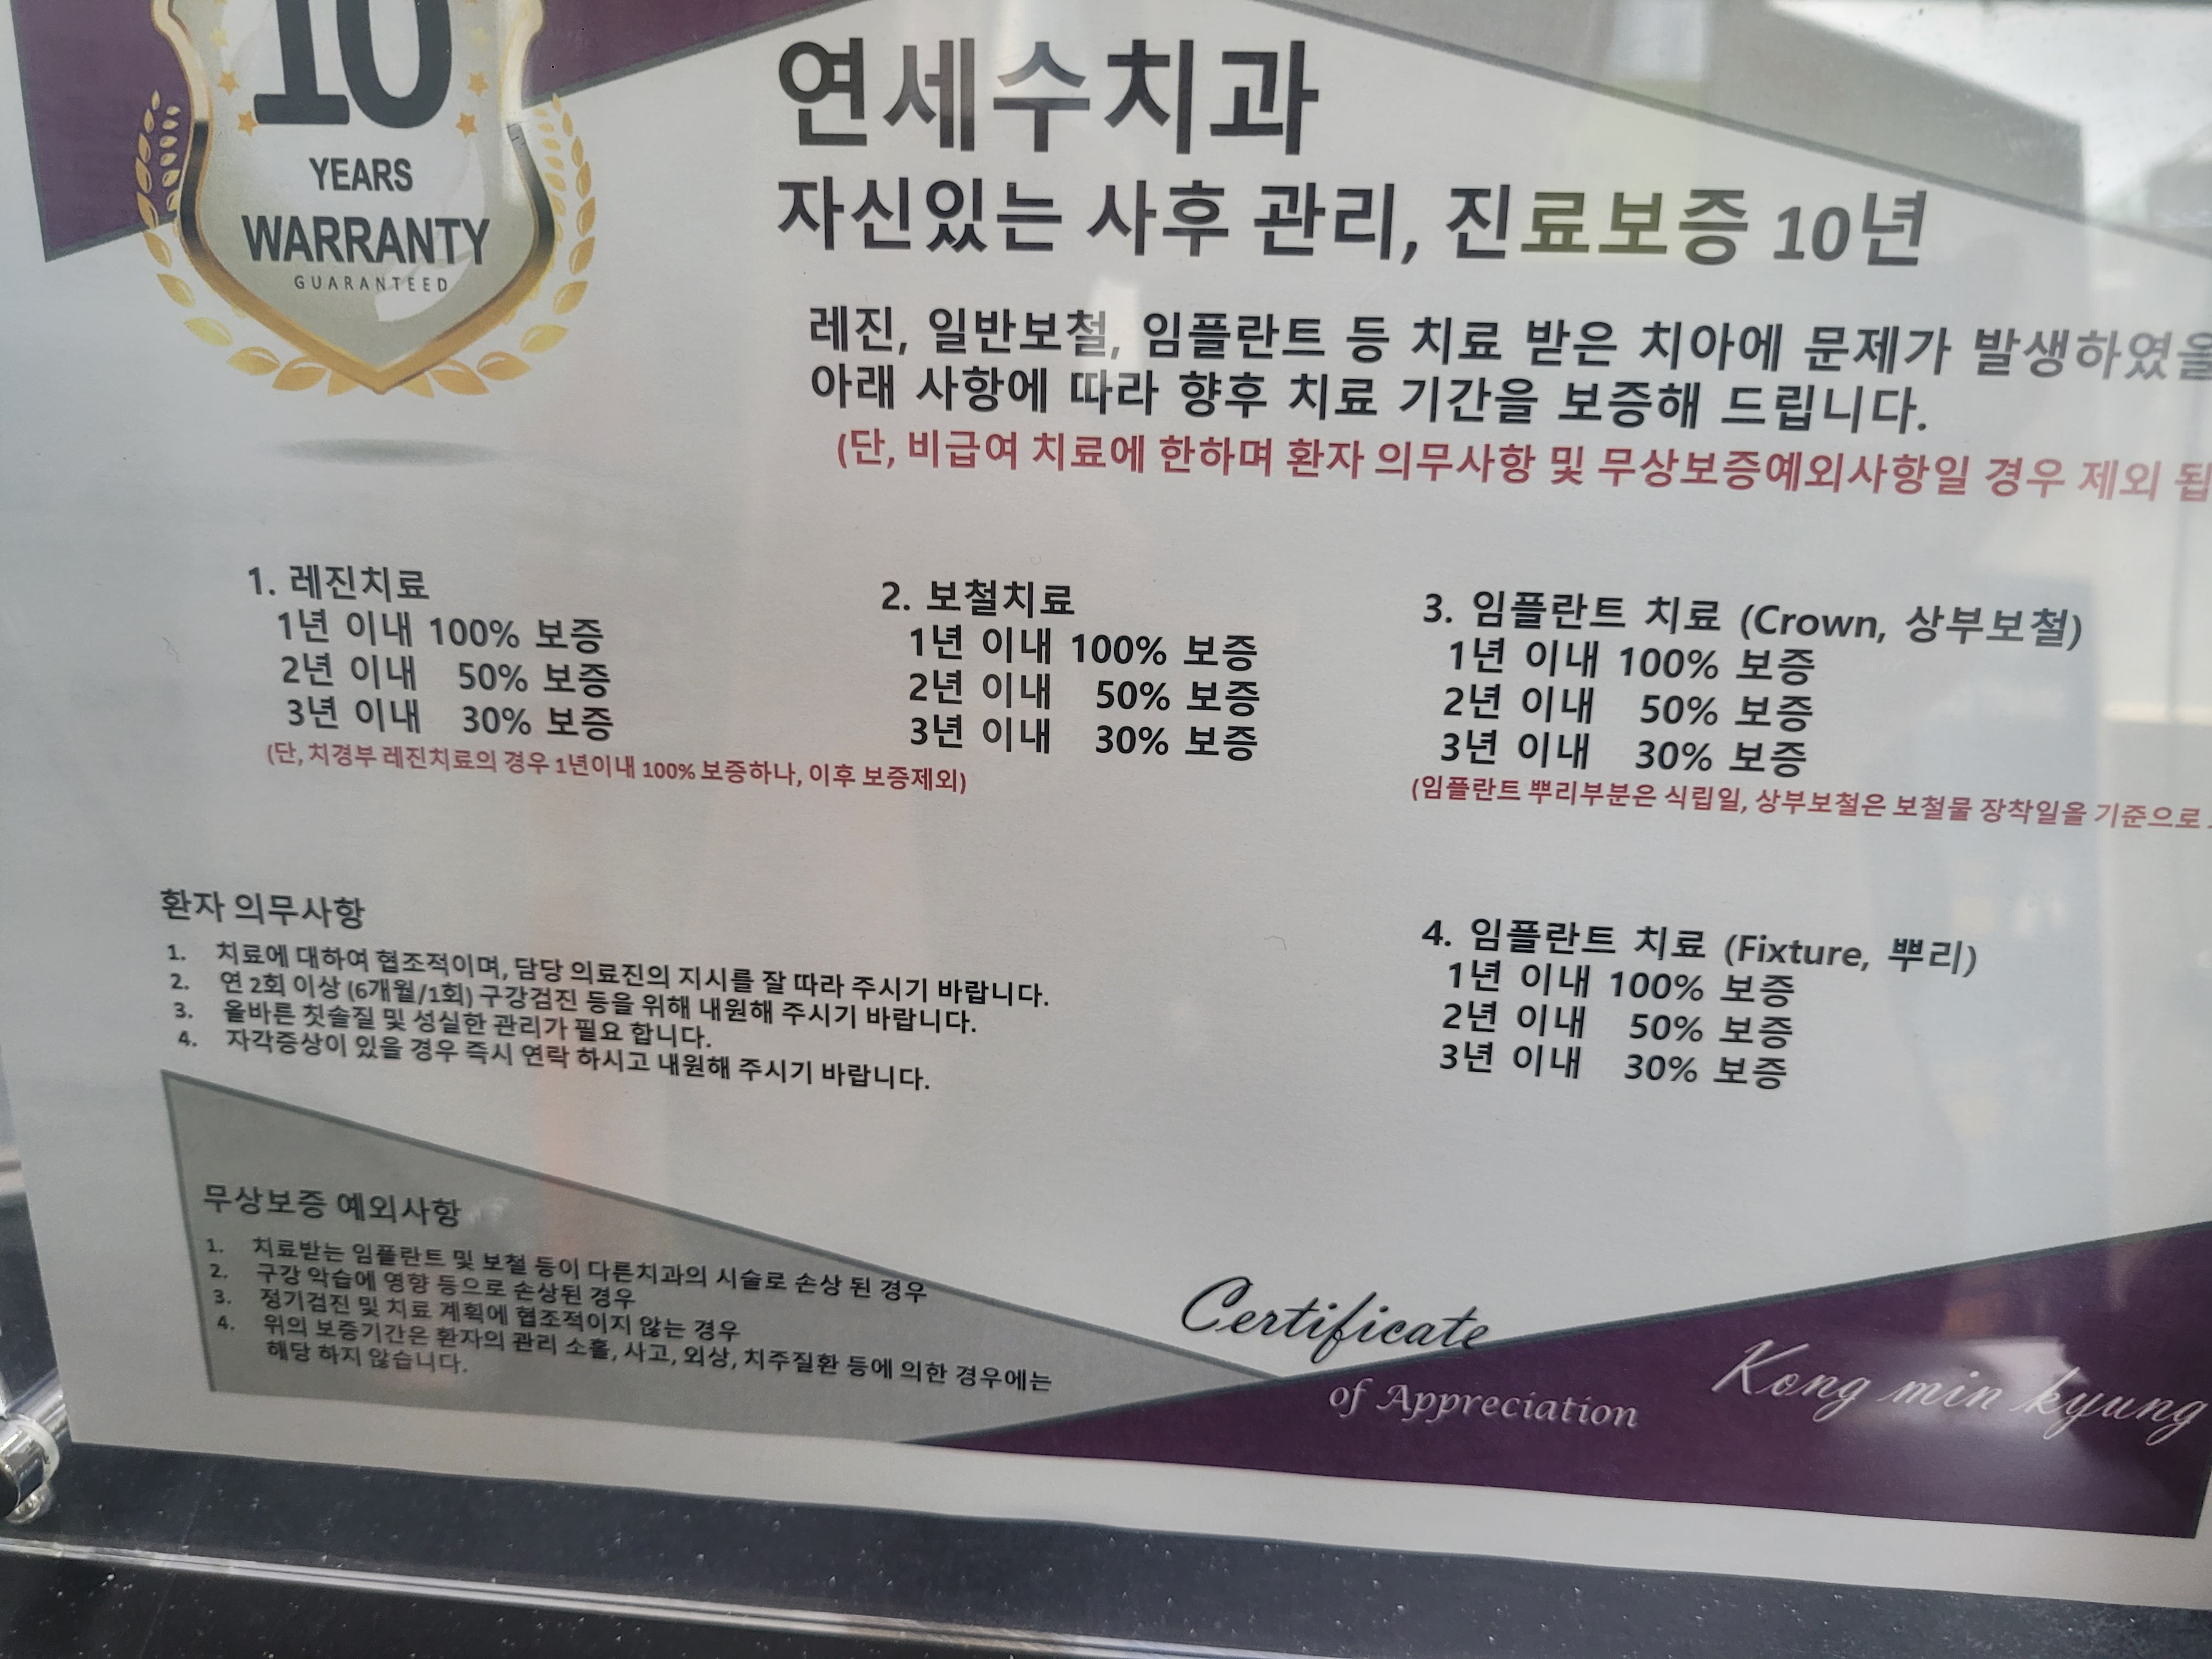 10
YEARS
WARRANTY
GUARANTEED
연세수치과
자신있는 사후 관리, 진료보증 10년
레진, 일반보철, 임플란트 등 치료 받은 치아에 문제가 발생하였을
아래 사항에 따라 향후 치료 기간을 보증해 드립니다.
(단, 비급여 치료에 한하며 환자 의무사항 및 무상보증예외사항일 경우 제외 됩
1. 레진치료
1년 이내 100% 보증
2년 이내 50% 보증
3년 이내 30% 보증
(단, 치경부 레진치료의 경우 1년이내 100% 보증하나, 이후 보증제외)
2. 보철치료
1년 이내 100% 보증
2년 이내 50% 보증
3년 이내 30% 보증
3. 임플란트 치료 (Crown, 상부보철)
1년 이내 100% 보증
2년 이내 50% 보증
3년 이내 30% 보증
(임플란트 뿌리부분은 식립일, 상부보철은 보철물 장착일을 기준으로
4. 임플란트 치료 (Fixture, 뿌리)
1년 이내 100% 보증
2년 이내 50% 보증
3년 이내 30% 보증
환자 의무사항
1. 치료에 대하여 협조적이며, 담당 의료진의 지시를 잘 따라 주시기 바랍니다.
2. 연 2회 이상 (6개월/1회) 구강검진 등을 위해 내원해 주시기 바랍니다.
3. 올바른 칫솔질 및 성실한 관리가 필요 합니다.
4. 자각증상이 있을 경우 즉시 연락 하시고 내원해 주시기 바랍니다.
무상보증 예외사항
1. 치료받는 임플란트 및 보철 등이 다른치과의 시술로 손상 된 경우
2. 구강 악습에 영향 등으로 손상된 경우
3. 정기검진 및 치료 계획에 협조적이지 않는 경우
4. 위의 보증기간은 환자의 관리 소홀, 사고, 외상, 치주질환 등에 의한 경우에는
해당 하지 않습니다.
Certificate
of Appreciation
Kong min kyung